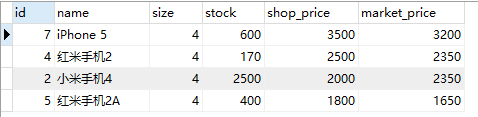 id name size stock shop_price market_price
7 iPhone 5 4 600 3500 3200
4 红米手机2 4 170 2500 2350
2 小米手机4 4 2500 2000 2350
5 红米手机2A 4 400 1800 1650